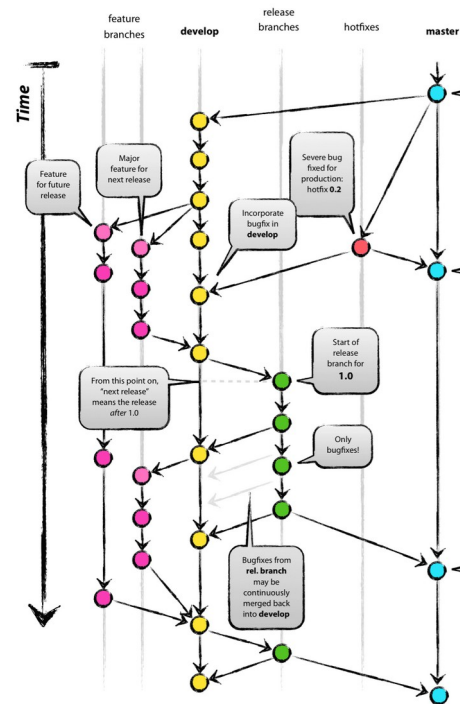 feature
branches
develop
release
branches
hotfixes
master
Time
Feature
for future
release
Major
feature for
next release
Severe bug
fixed for
production:
hotfix 0.2
Incorporate
bugfix in
develop
Start of
release
branch for
1.0
From this point on,
“next release”
means the release
after 1.0
Only
bugfixes!
Bugfixes from
rel. branch
may be
continuously
merged back
into develop